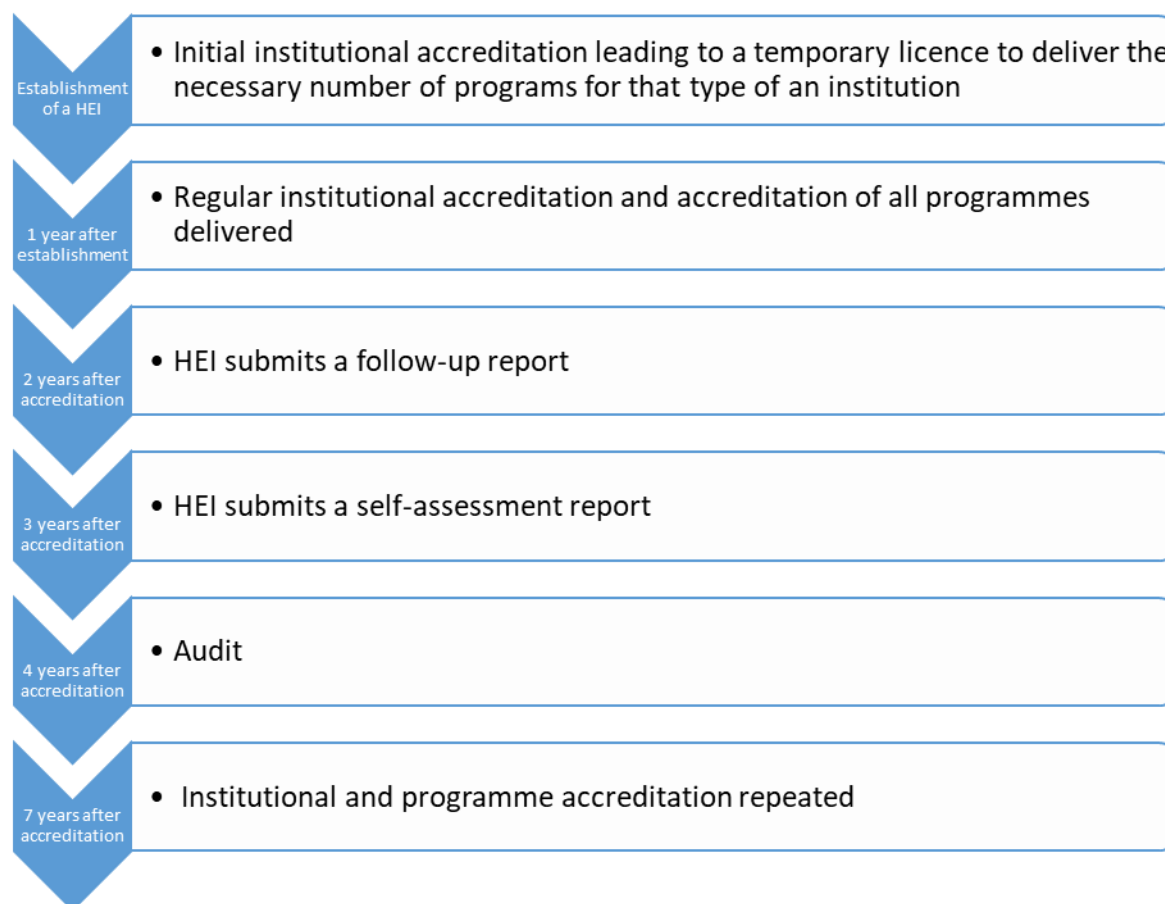 Establishment
of a HEI
• Initial institutional accreditation leading to a temporary licence to deliver the
necessary number of programs for that type of an institution
1 year after
establishment
• Regular institutional accreditation and accreditation of all programmes
delivered
2 years after
accreditation
• HEI submits a follow-up report
3 years after
accreditation
• HEI submits a self-assessment report
4 years after
accreditation
• Audit
7 years after
accreditation
• Institutional and programme accreditation repeated